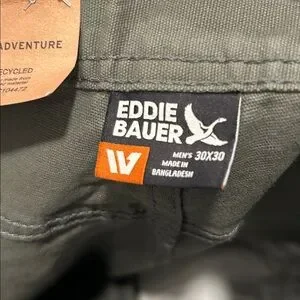 ADVENTURE
RECYCLED
EDDIE
BAUER
MEN'S 30X30
MADE IN
BANGLADESH